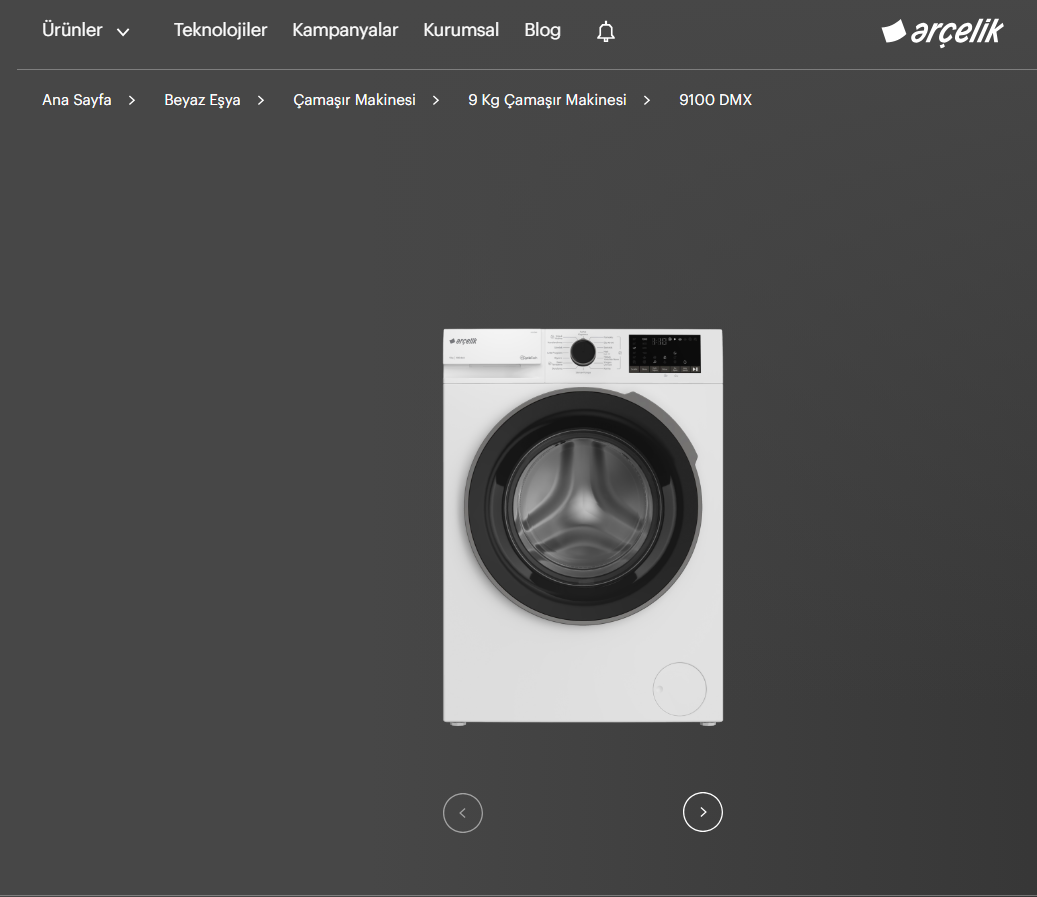 Ürünler Teknolojiler Kampanyalar Kurumsal Blog arçelik
Ana Sayfa > Beyaz Eşya > Çamaşır Makinesi > 9 Kg Çamaşır Makinesi > 9100 DMX
arçelik